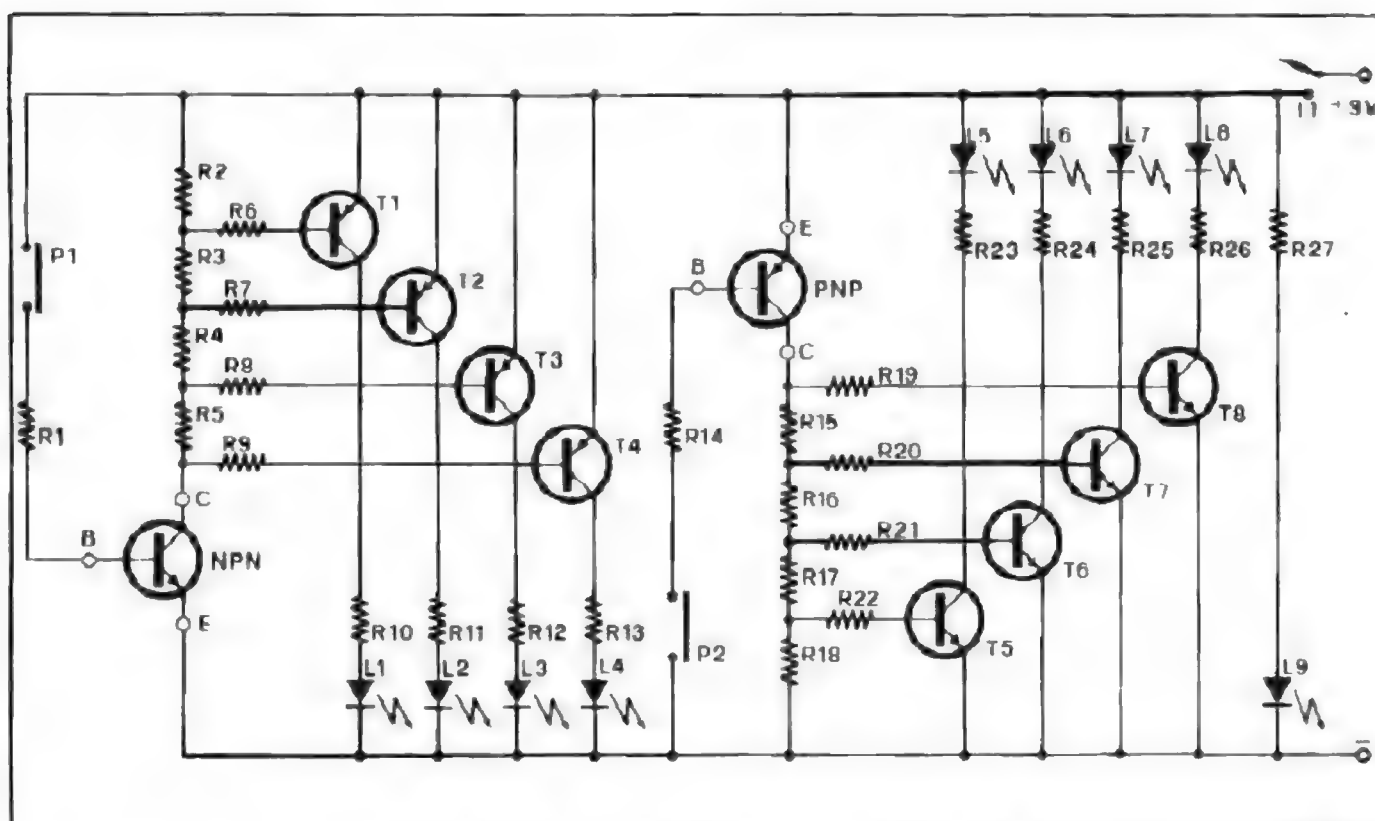 L5 L6 L7 L8
I1 +9V
R2
T1
R6
P1
R3
E
R23 R24 R25 R26 R27
T2
R7
B
PNP
R4
T3
C
R8
R19
R5
R1
T4
R14
R15
T8
R9
R20
C
R16
T7
B
NPN
R21
R17
T6
R22
E
R10 R11 R12 R13
P2
R18
T5
L1 L2 L3 L4
L9
−